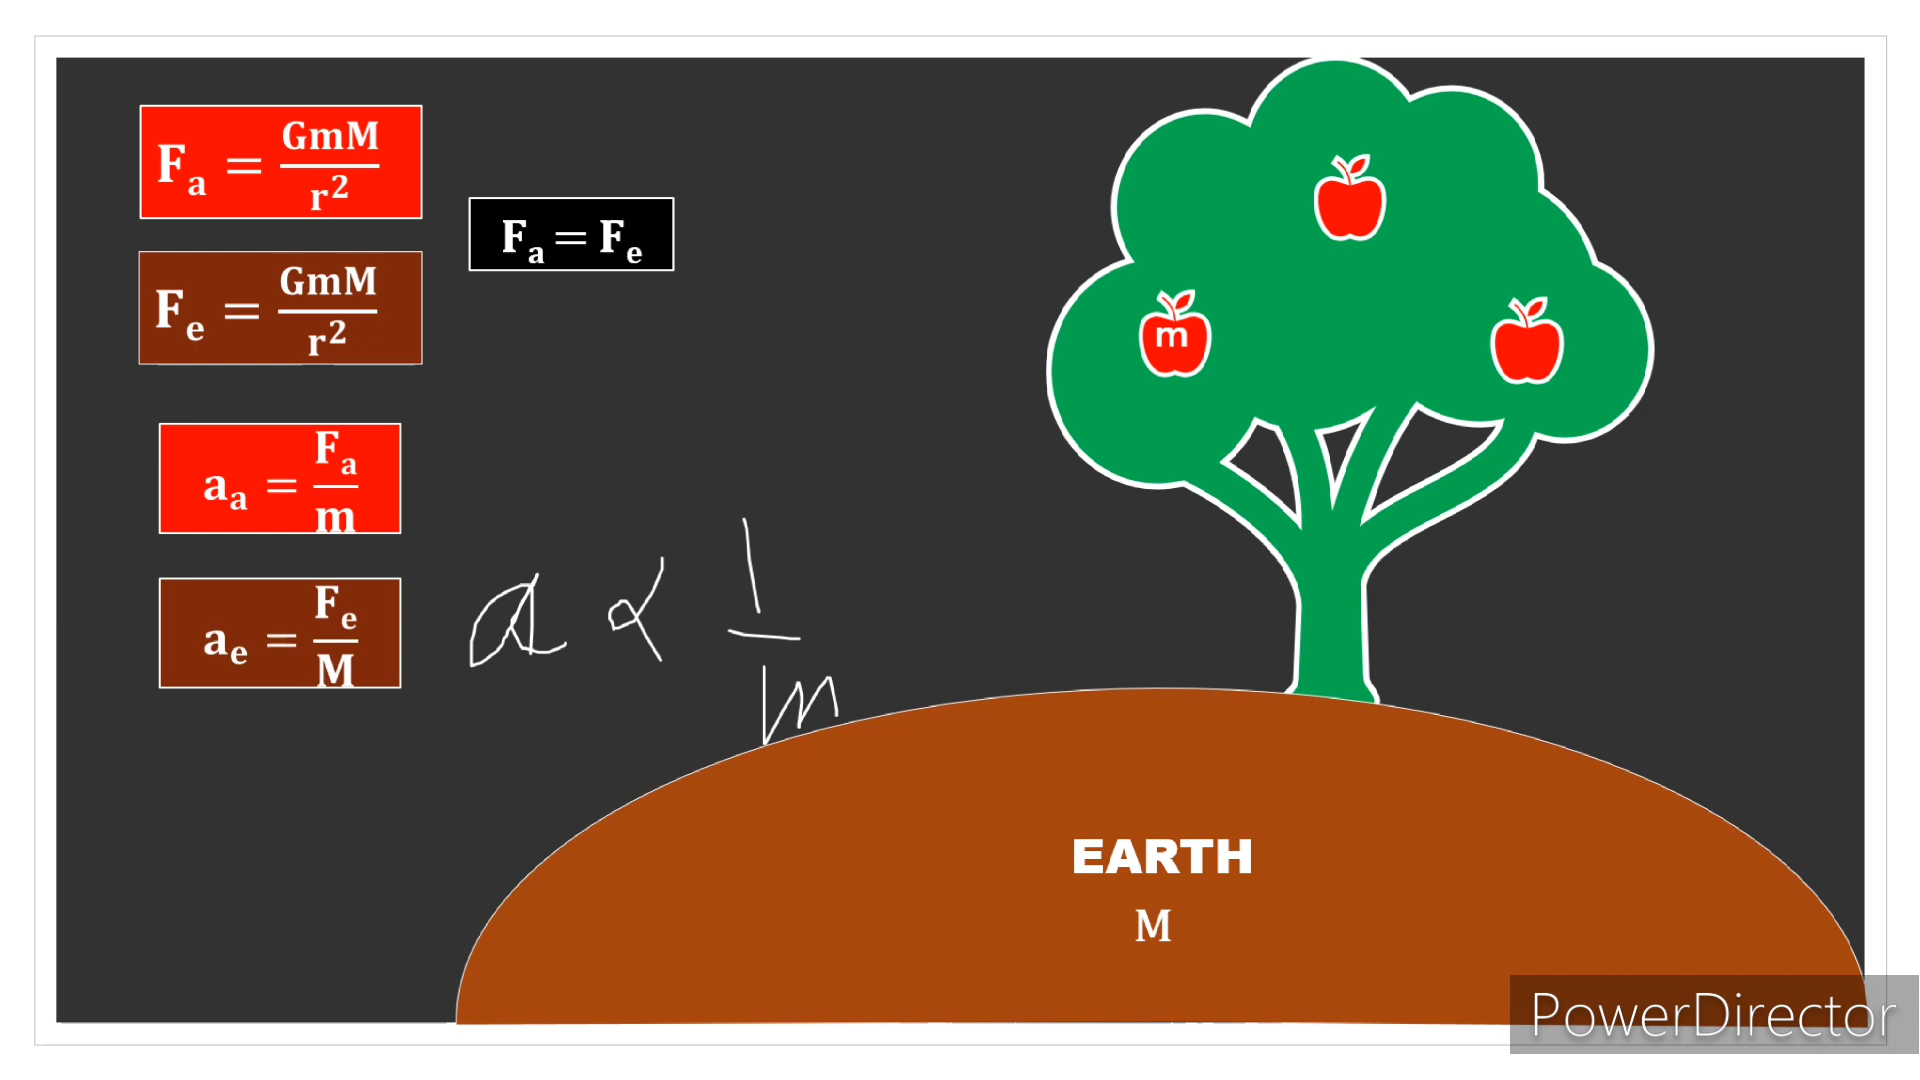 Fₐ = GmM/r²
Fₑ = GmM/r²
Fₐ = Fₑ
aₐ = Fₐ/m
aₑ = Fₑ/M
a ∝ 1/m
m
EARTH
M
PowerDirector